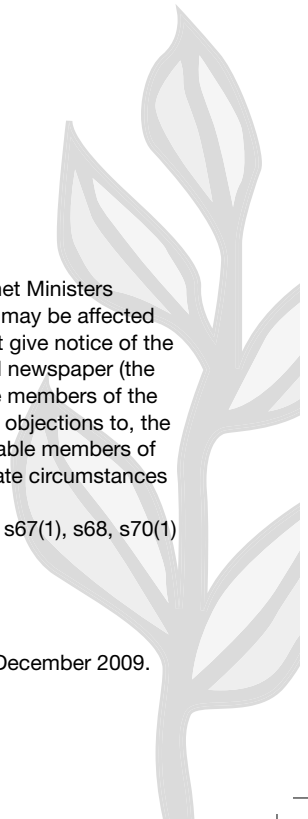 net Ministers
may be affected
t give notice of the
l newspaper (the
e members of the
objections to, the
able members of
ate circumstances
s67(1), s68, s70(1)
December 2009.